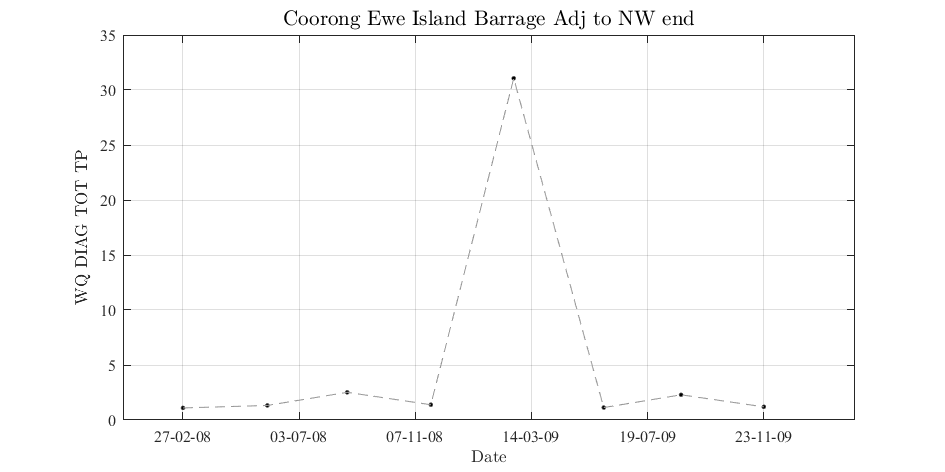 Coorong Ewe Island Barrage Adj to NW end
35
30
25
20
15
10
5
0
WQ DIAG TOT TP
27-02-08 03-07-08 07-11-08 14-03-09 19-07-09 23-11-09
Date